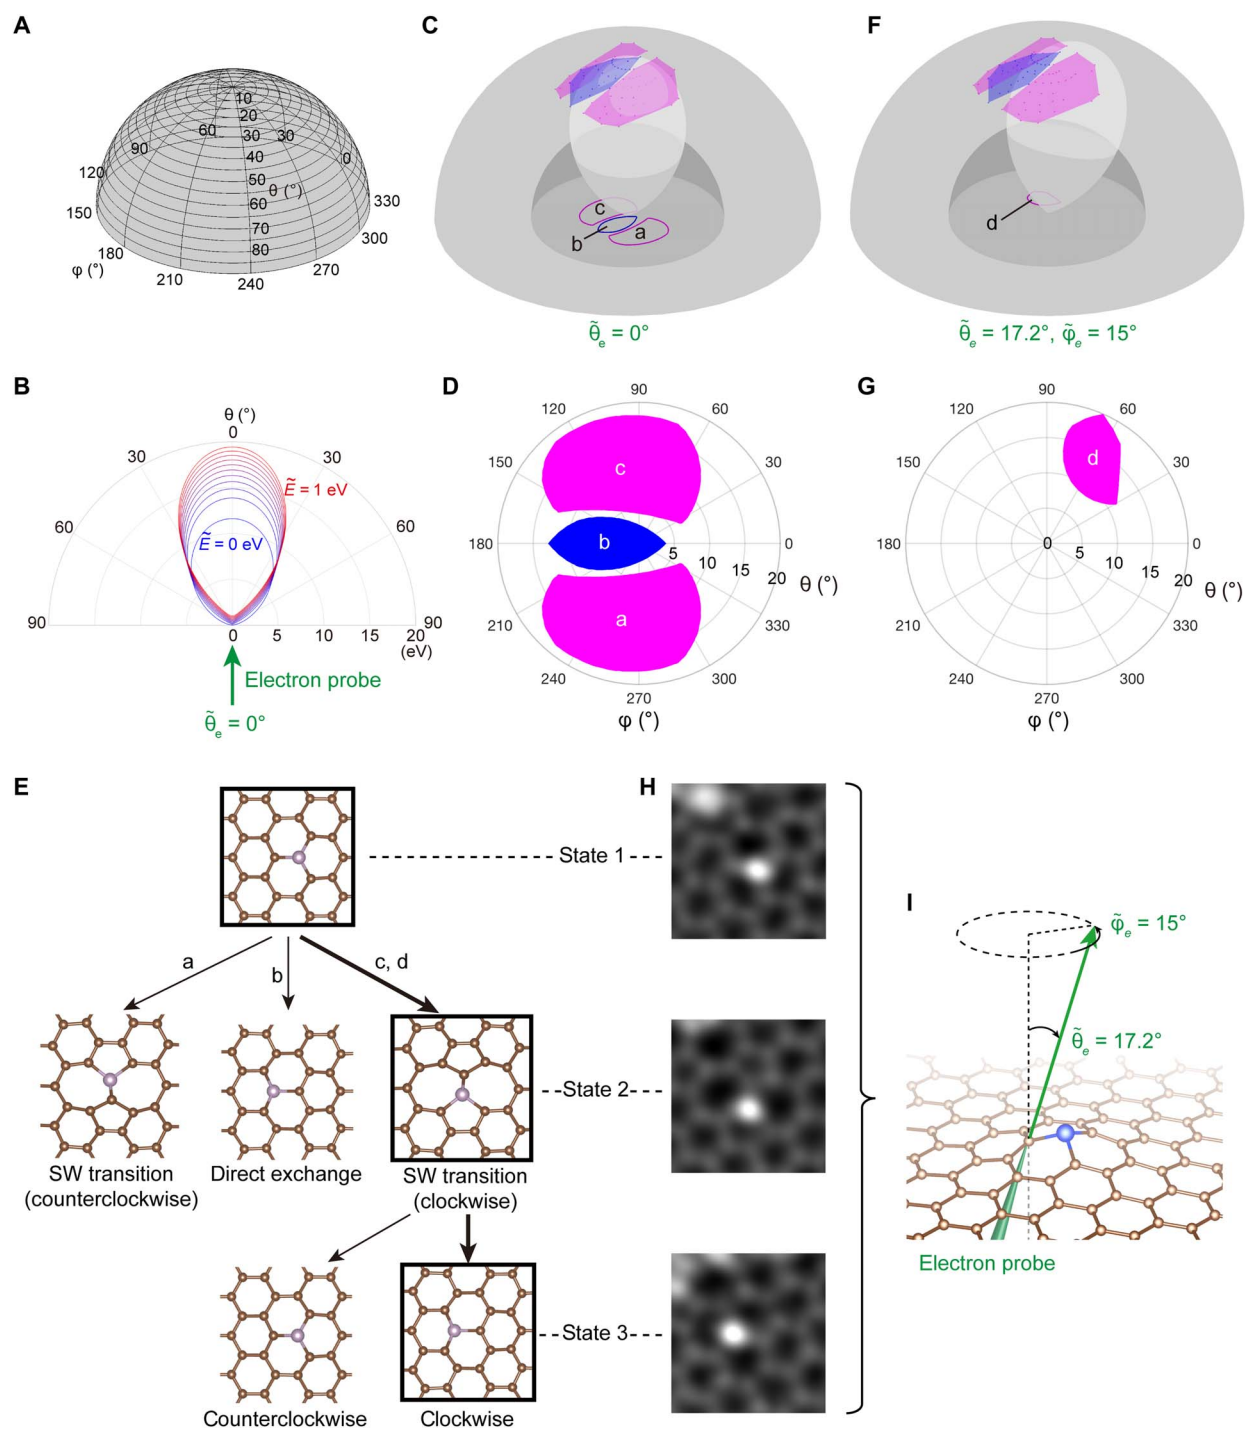 A
10
20
30
40
50
60
70
80
θ (°)
60
30
90
0
120
150
180
210
240
270
300
330
φ (°)
B
θ (°)
0
30
30
60
60
90
90
Ẽ = 1 eV
Ẽ = 0 eV
0
5
10
15
20
(eV)
Electron probe
θ̃e = 0°
C
c
b
a
θ̃e = 0°
F
d
θ̃e = 17.2°, φ̃e = 15°
D
90
120
60
150
30
180
0
210
330
240
300
270
c
b
a
5
10
15
20
θ (°)
φ (°)
G
90
120
60
150
30
180
0
210
330
240
300
270
d
0
5
10
15
20
θ (°)
φ (°)
E
a
b
c, d
SW transition
(counterclockwise)
Direct exchange
SW transition
(clockwise)
Counterclockwise
Clockwise
H
State 1
State 2
State 3
I
φ̃e = 15°
θ̃e = 17.2°
Electron probe